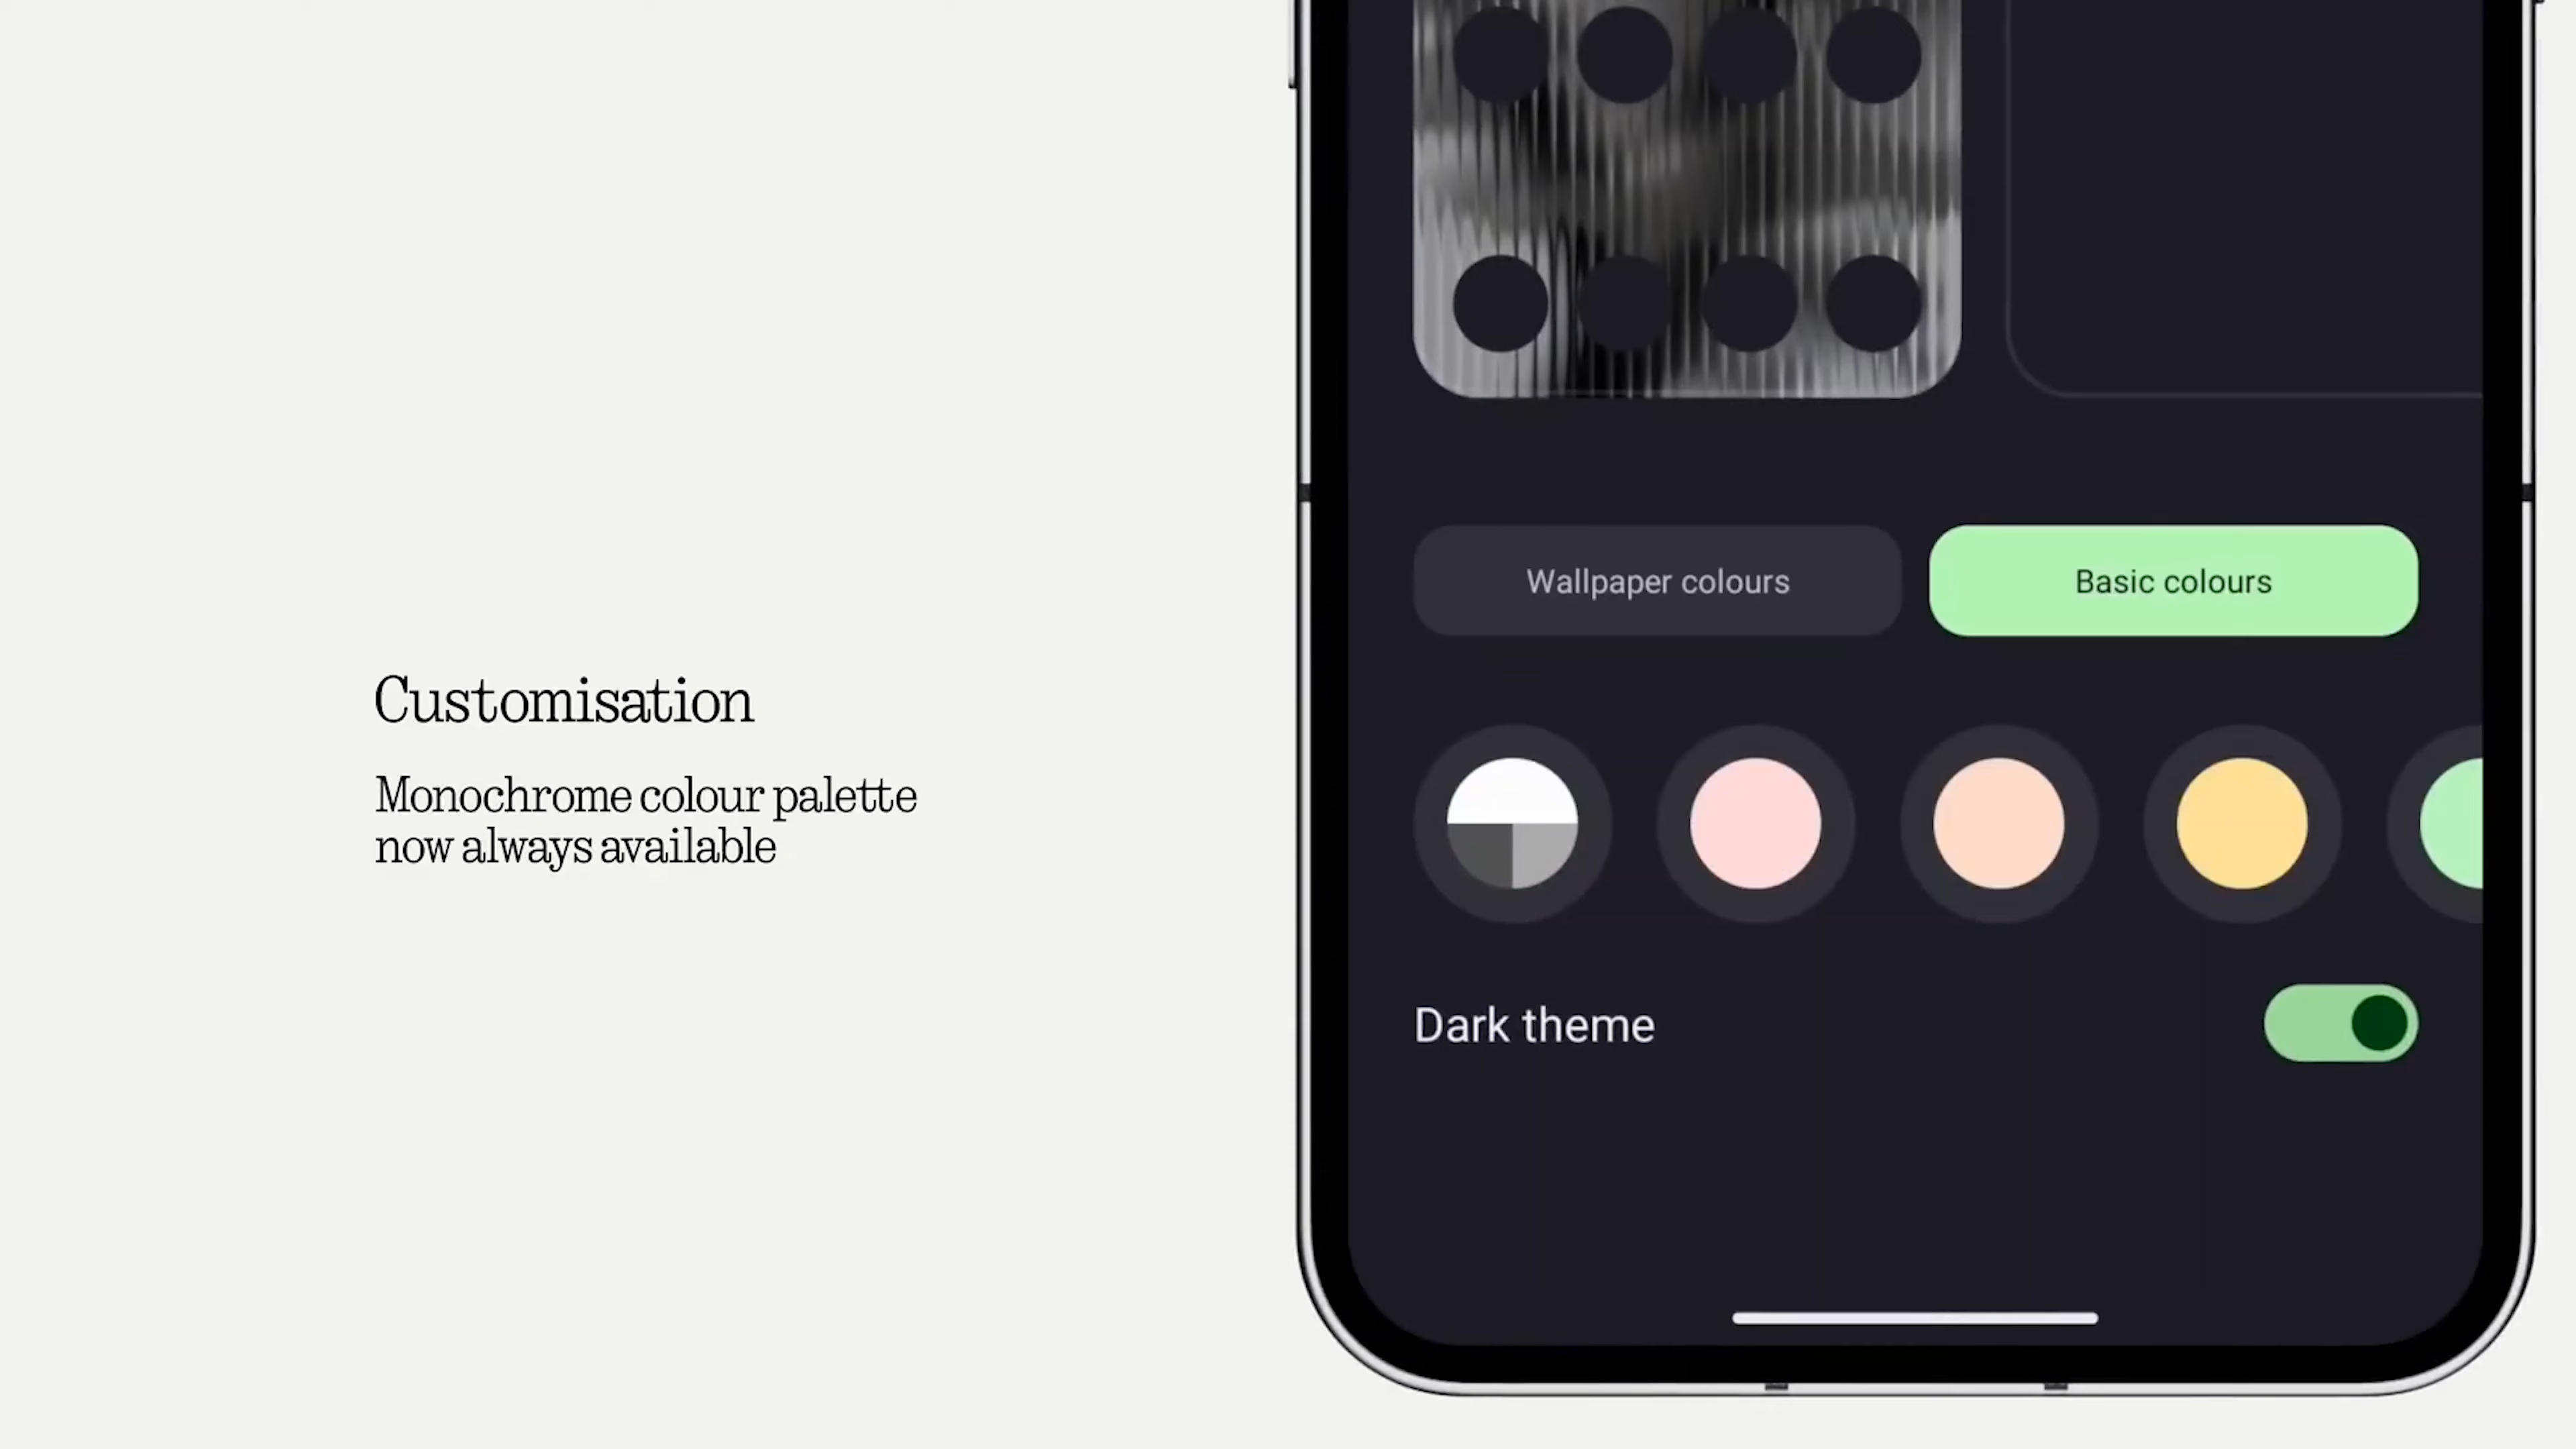 Customisation
Monochrome colour palette
now always available
Wallpaper colours
Basic colours
Dark theme